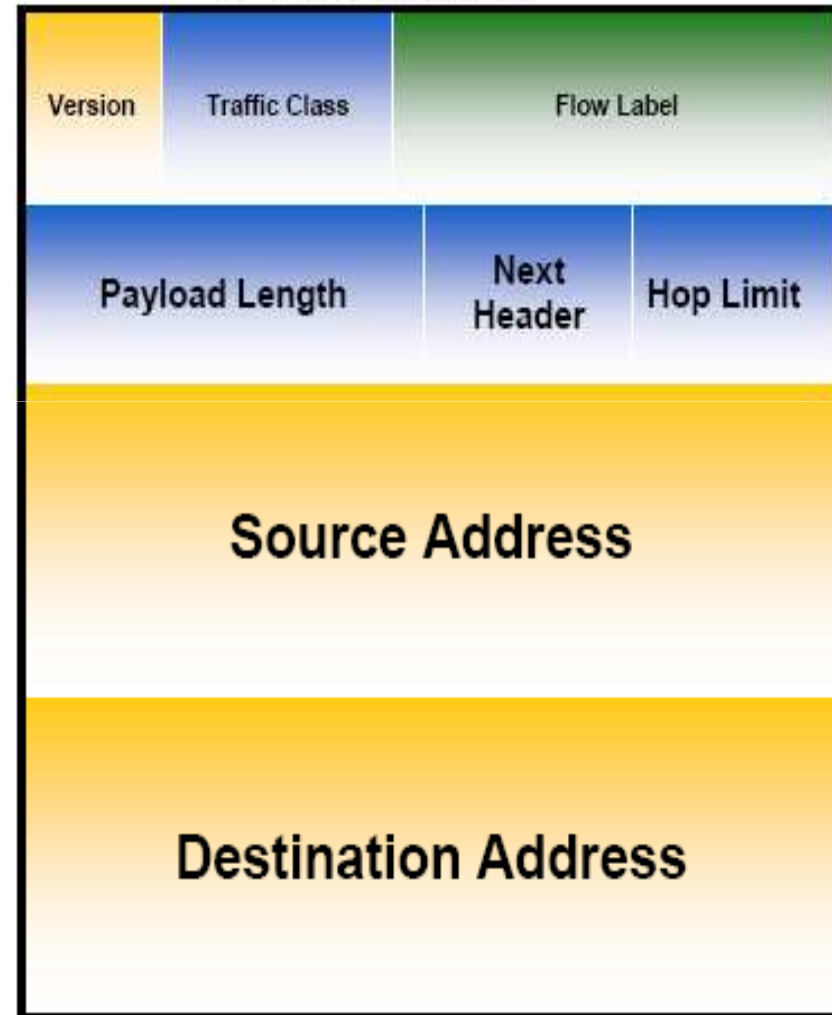 Version
Traffic Class
Flow Label
Payload Length
Next
Header
Hop Limit
Source Address
Destination Address